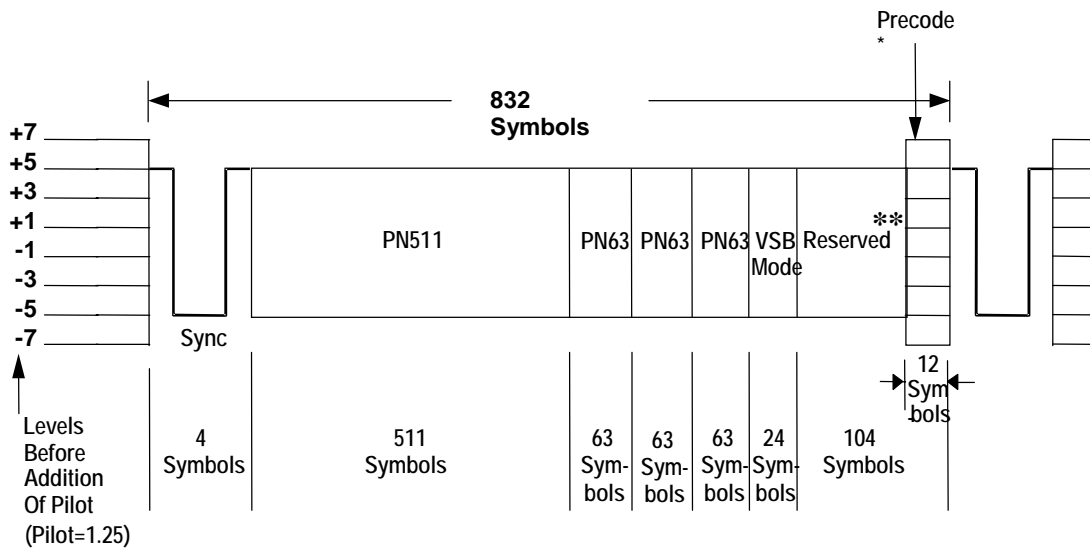 Precode
*
832
Symbols
+7
+5
+3
+1
-1
-3
-5
-7
PN511
PN63
PN63
PN63
VSB
Mode
Reserved**
Sync
Levels
Before
Addition
Of Pilot
(Pilot=1.25)
4
Symbols
511
Symbols
63
Sym-
bols
63
Sym-
bols
63
Sym-
bols
24
Sym-
bols
104
Symbols
12
Sym
bols